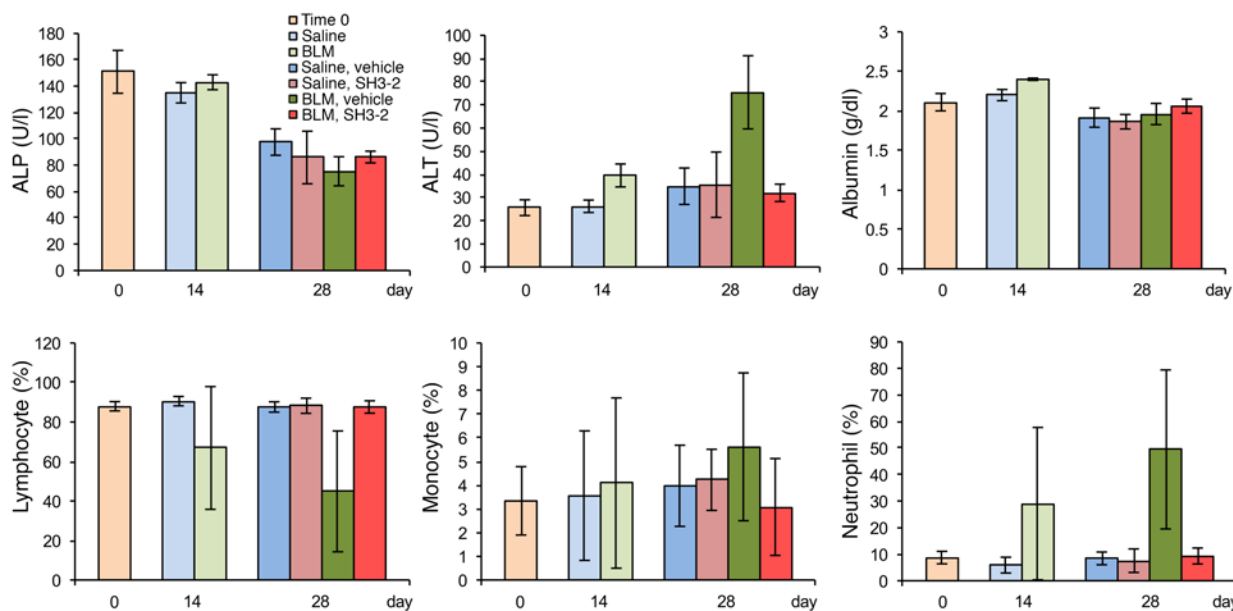 Time 0
Saline
BLM
Saline, vehicle
Saline, SH3-2
BLM, vehicle
BLM, SH3-2
ALP (U/l)
180
160
140
120
100
80
60
40
20
0
0 14 28 day
ALT (U/l)
100
90
80
70
60
50
40
30
20
10
0
0 14 28 day
Albumin (g/dl)
3
2.5
2
1.5
1
0.5
0
0 14 28 day
Lymphocyte (%)
120
100
80
60
40
20
0
0 14 28 day
Monocyte (%)
10
9
8
7
6
5
4
3
2
1
0
0 14 28 day
Neutrophil (%)
90
80
70
60
50
40
30
20
10
0
0 14 28 day